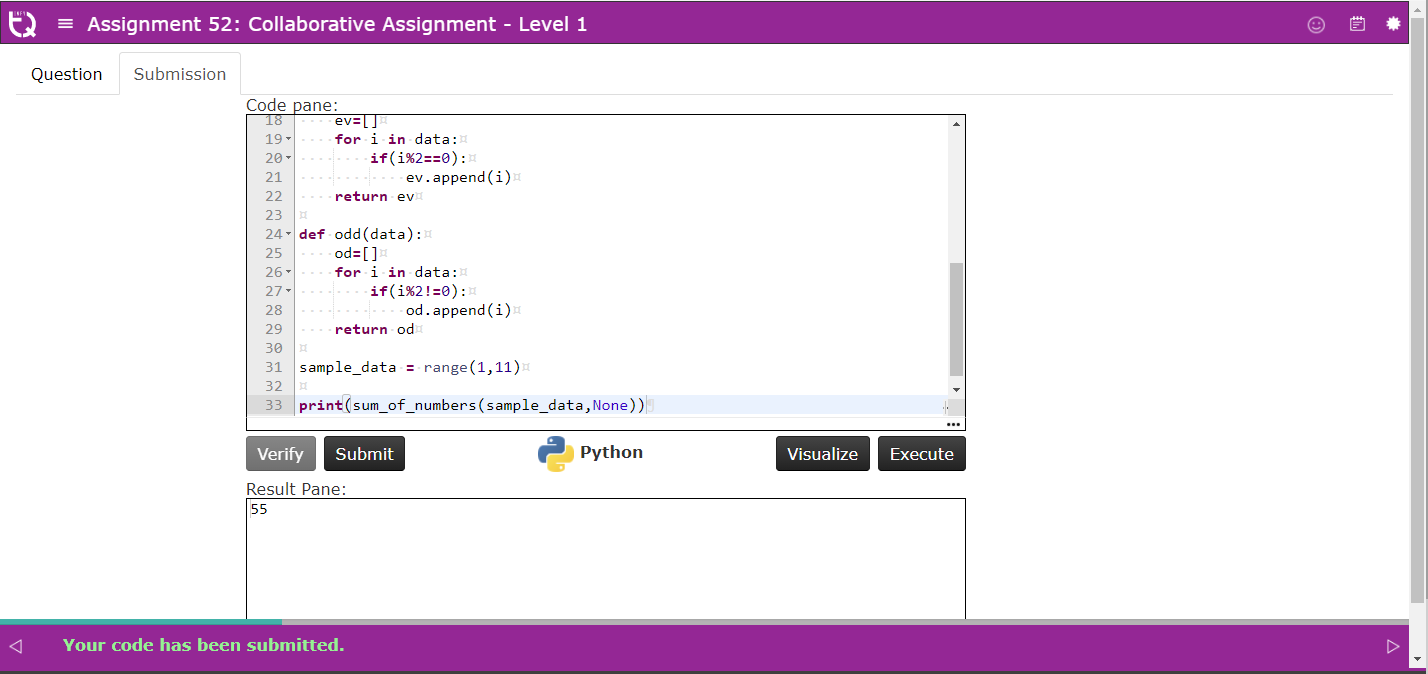 Assignment 52: Collaborative Assignment - Level 1
Question
Submission
Code pane:
18 ev=[]
19 for i in data:
20 if(i%2==0):
21 ev.append(i)
22 return ev
23
24 def odd(data):
25 od=[]
26 for i in data:
27 if(i%2!=0):
28 od.append(i)
29 return od
30
31 sample_data = range(1,11)
32
33 print(sum_of_numbers(sample_data,None))
Verify
Submit
Python
Visualize
Execute
Result Pane:
55
Your code has been submitted.